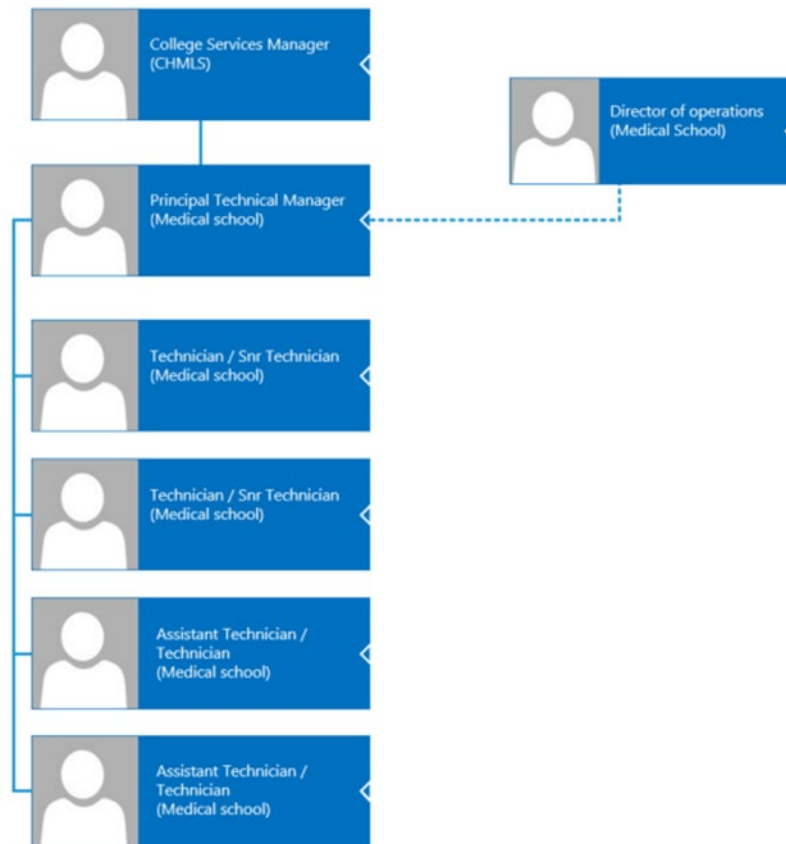 College Services Manager
(CHMLS)
Director of operations
(Medical School)
Principal Technical Manager
(Medical school)
Technician / Snr Technician
(Medical school)
Technician / Snr Technician
(Medical school)
Assistant Technician /
Technician
(Medical school)
Assistant Technician /
Technician
(Medical school)